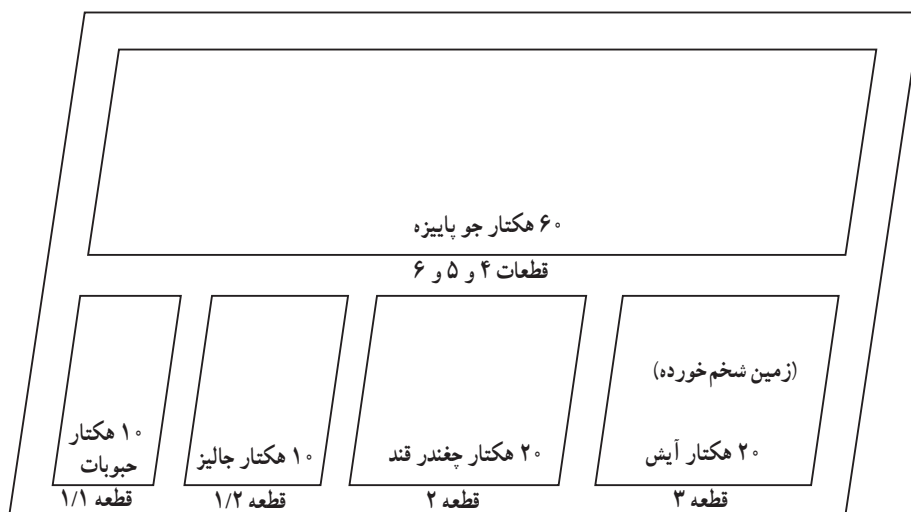 ۶۰ هکتار جو پاییزه
قطعات ۴ و ۵ و ۶
(زمین شخم‌خورده)
۲۰ هکتار آیش
قطعه ۳
۲۰ هکتار چغندر قند
قطعه ۲
۱۰ هکتار جالیز
قطعه ۱/۲
۱۰ هکتار
حبوبات
قطعه ۱/۱